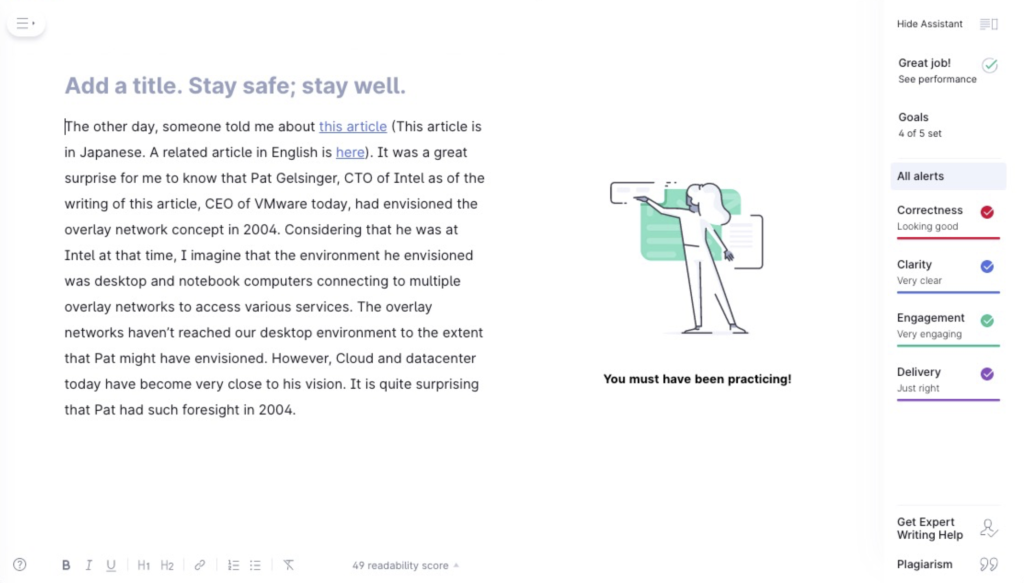 Add a title. Stay safe; stay well.
The other day, someone told me about this article (This article is
in Japanese. A related article in English is here). It was a great
surprise for me to know that Pat Gelsinger, CTO of Intel as of the
writing of this article, CEO of VMware today, had envisioned the
overlay network concept in 2004. Considering that he was at
Intel at that time, I imagine that the environment he envisioned
was desktop and notebook computers connecting to multiple
overlay networks to access various services. The overlay
networks haven't reached our desktop environment to the extent
that Pat might have envisioned. However, Cloud and datacenter
today have become very close to his vision. It is quite surprising
that Pat had such foresight in 2004.
You must have been practicing!
Hide Assistant
Great job!
See performance
Goals
4 of 5 set
All alerts
Correctness
Looking good
Clarity
Very clear
Engagement
Very engaging
Delivery
Just right
Get Expert
Writing Help
Plagiarism
B I U H1 H2
49 readability score